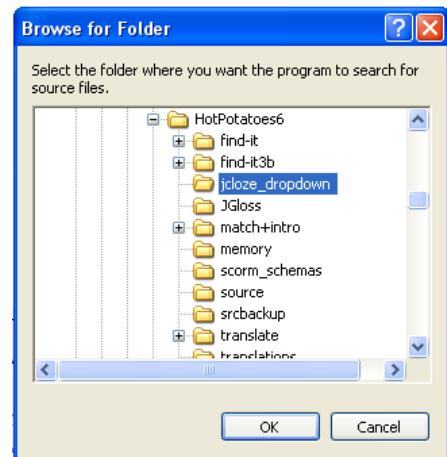 Browse for Folder
Select the folder where you want the program to search for
source files.
HotPotatoes6
find-it
find-it3b
jcloze_dropdown
JGloss
match+intro
memory
scorm_schemas
source
srcbackup
translate
translations
OK
Cancel